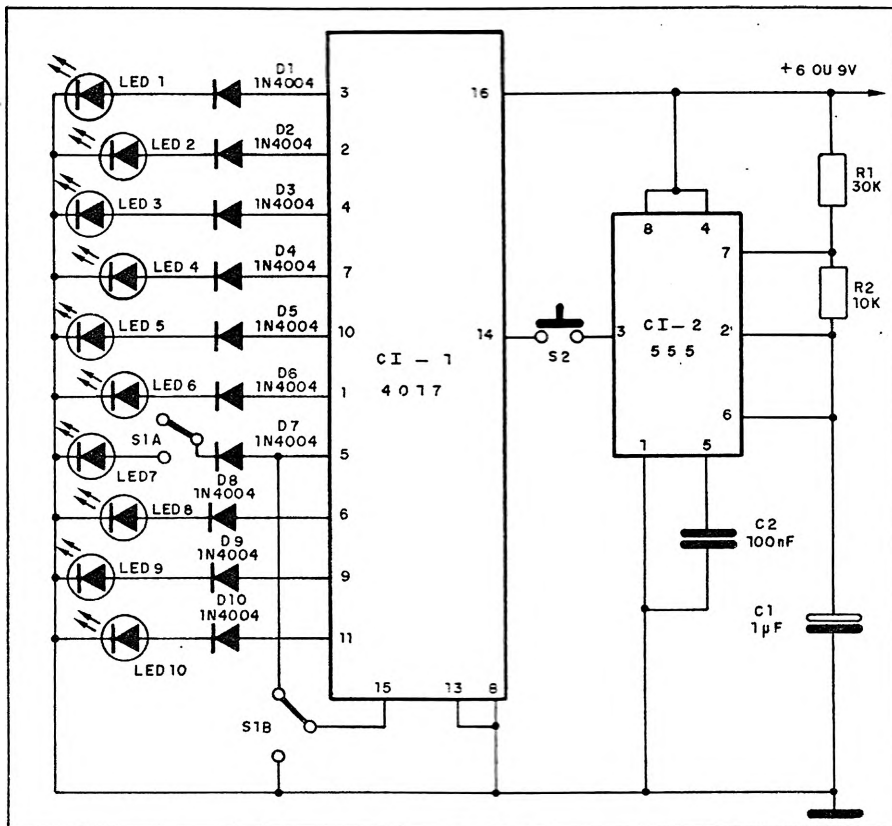 LED 1
D1
1N4004
3
16
+6 OU 9V
LED 2
D2
1N4004
2
R1
30K
LED 3
D3
1N4004
4
8
4
LED 4
D4
1N4004
7
7
R2
10K
LED 5
D5
1N4004
10
CI-1
4017
14
S2
3
CI-2
555
2
LED 6
D6
1N4004
1
6
S1A
LED7
D7
1N4004
5
1
5
LED8
D8
1N4004
6
C2
100nF
LED9
D9
1N4004
9
C1
1µF
LED 10
D10
1N4004
11
15
13
8
S1B